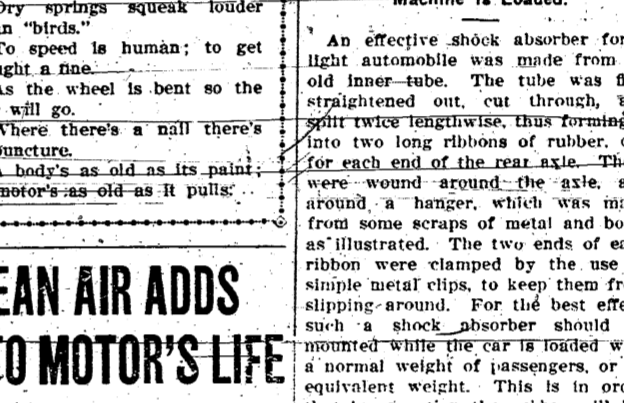 Dry springs squeak louder
"birds."
To speed is human; to get
a fine.
As the wheel is bent so the
will go.
Where there's a nail there's
puncture.
A body's as old as its paint;
motor's as old as it pulls.
EAN AIR ADDS
TO MOTOR'S LIFE
Machine is Loaded.
An effective shock absorber for
light automobile was made from
old inner tube. The tube was
straightened out, cut through,
split twice lengthwise, thus forming
into two long ribbons of rubber,
for each end of the rear axle. The
were wound around the axle,
around a hanger, which was
from some scraps of metal and
as illustrated. The two ends of
ribbon were clamped by the use
simple metal clips, to keep them
slipping around. For the best
such a shock absorber should
mounted while the car is loaded
a normal weight of passengers, or
equivalent weight. This is in